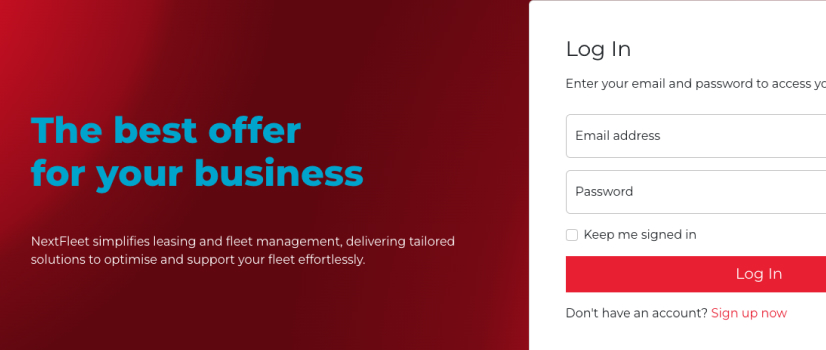 The best offer
for your business
NextFleet simplifies leasing and fleet management, delivering tailored
solutions to optimise and support your fleet effortlessly.
Log In
Enter your email and password to access
Email address
Password
Keep me signed in
Log In
Don't have an account? Sign up now